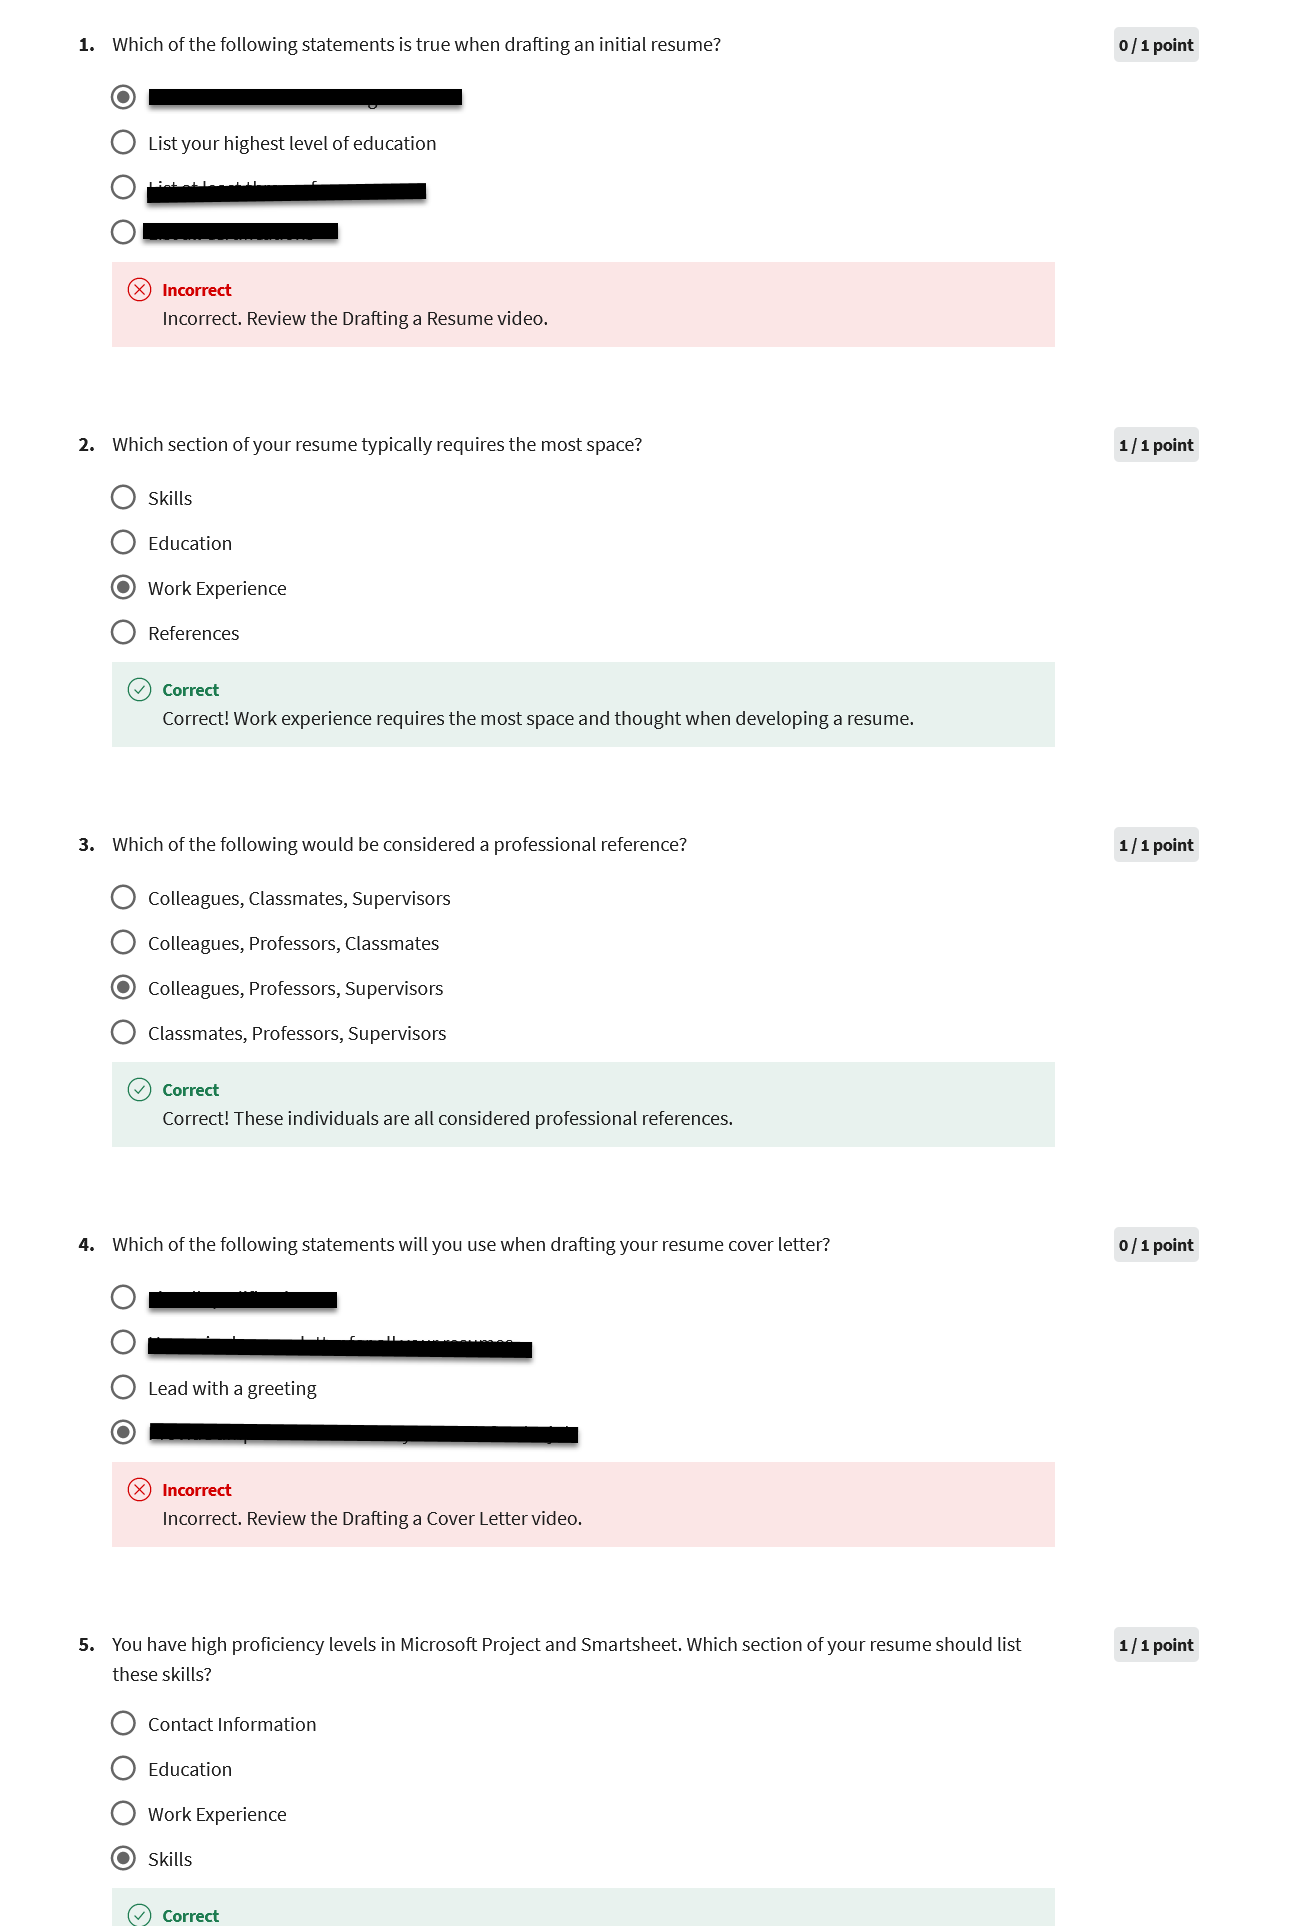 1. Which of the following statements is true when drafting an initial resume?
0 / 1 point
List your highest level of education
Incorrect
Incorrect. Review the Drafting a Resume video.
2. Which section of your resume typically requires the most space?
1 / 1 point
Skills
Education
Work Experience
References
Correct
Correct! Work experience requires the most space and thought when developing a resume.
3. Which of the following would be considered a professional reference?
1 / 1 point
Colleagues, Classmates, Supervisors
Colleagues, Professors, Classmates
Colleagues, Professors, Supervisors
Classmates, Professors, Supervisors
Correct
Correct! These individuals are all considered professional references.
4. Which of the following statements will you use when drafting your resume cover letter?
0 / 1 point
Lead with a greeting
Incorrect
Incorrect. Review the Drafting a Cover Letter video.
5. You have high proficiency levels in Microsoft Project and Smartsheet. Which section of your resume should list
these skills?
1 / 1 point
Contact Information
Education
Work Experience
Skills
Correct